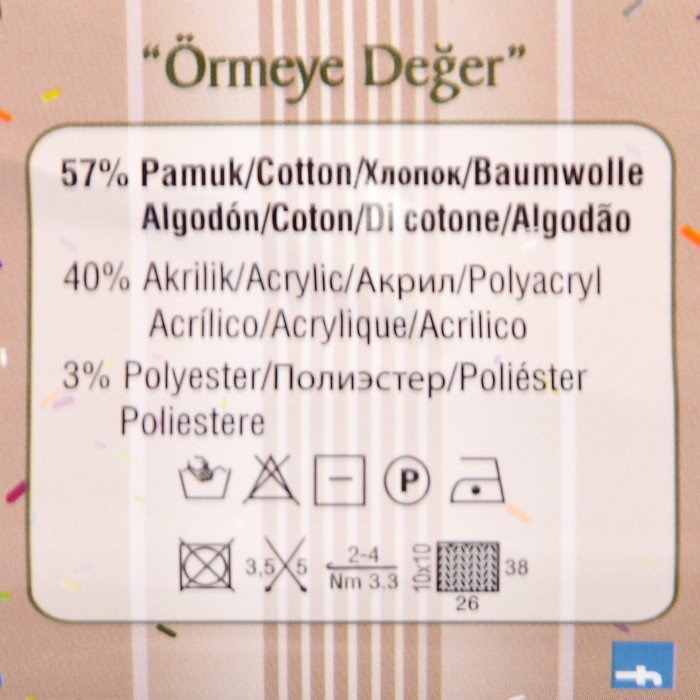 “Örmeye Değer”
57% Pamuk/Cotton/Хлопок/Baumwolle
Algodón/Coton/Di cotone/Algodão
40% Akrilik/Acrylic/Акрил/Polyacryl
Acrílico/Acrylique/Acrilico
3% Polyester/Полиэстер/Poliéster
Poliestere
P
3,5 5 2-4 10x10 38
Nm 3.3
26